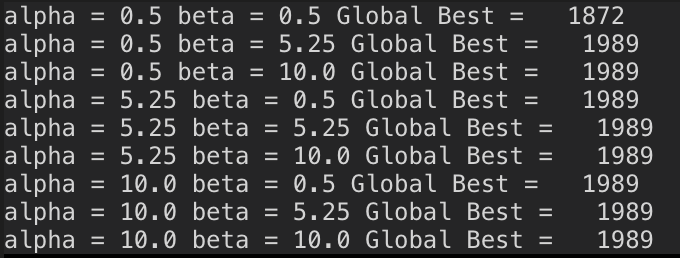 alpha = 0.5 beta = 0.5 Global Best =   1872
alpha = 0.5 beta = 5.25 Global Best =   1989
alpha = 0.5 beta = 10.0 Global Best =   1989
alpha = 5.25 beta = 0.5 Global Best =   1989
alpha = 5.25 beta = 5.25 Global Best =   1989
alpha = 5.25 beta = 10.0 Global Best =   1989
alpha = 10.0 beta = 0.5 Global Best =   1989
alpha = 10.0 beta = 5.25 Global Best =   1989
alpha = 10.0 beta = 10.0 Global Best =   1989